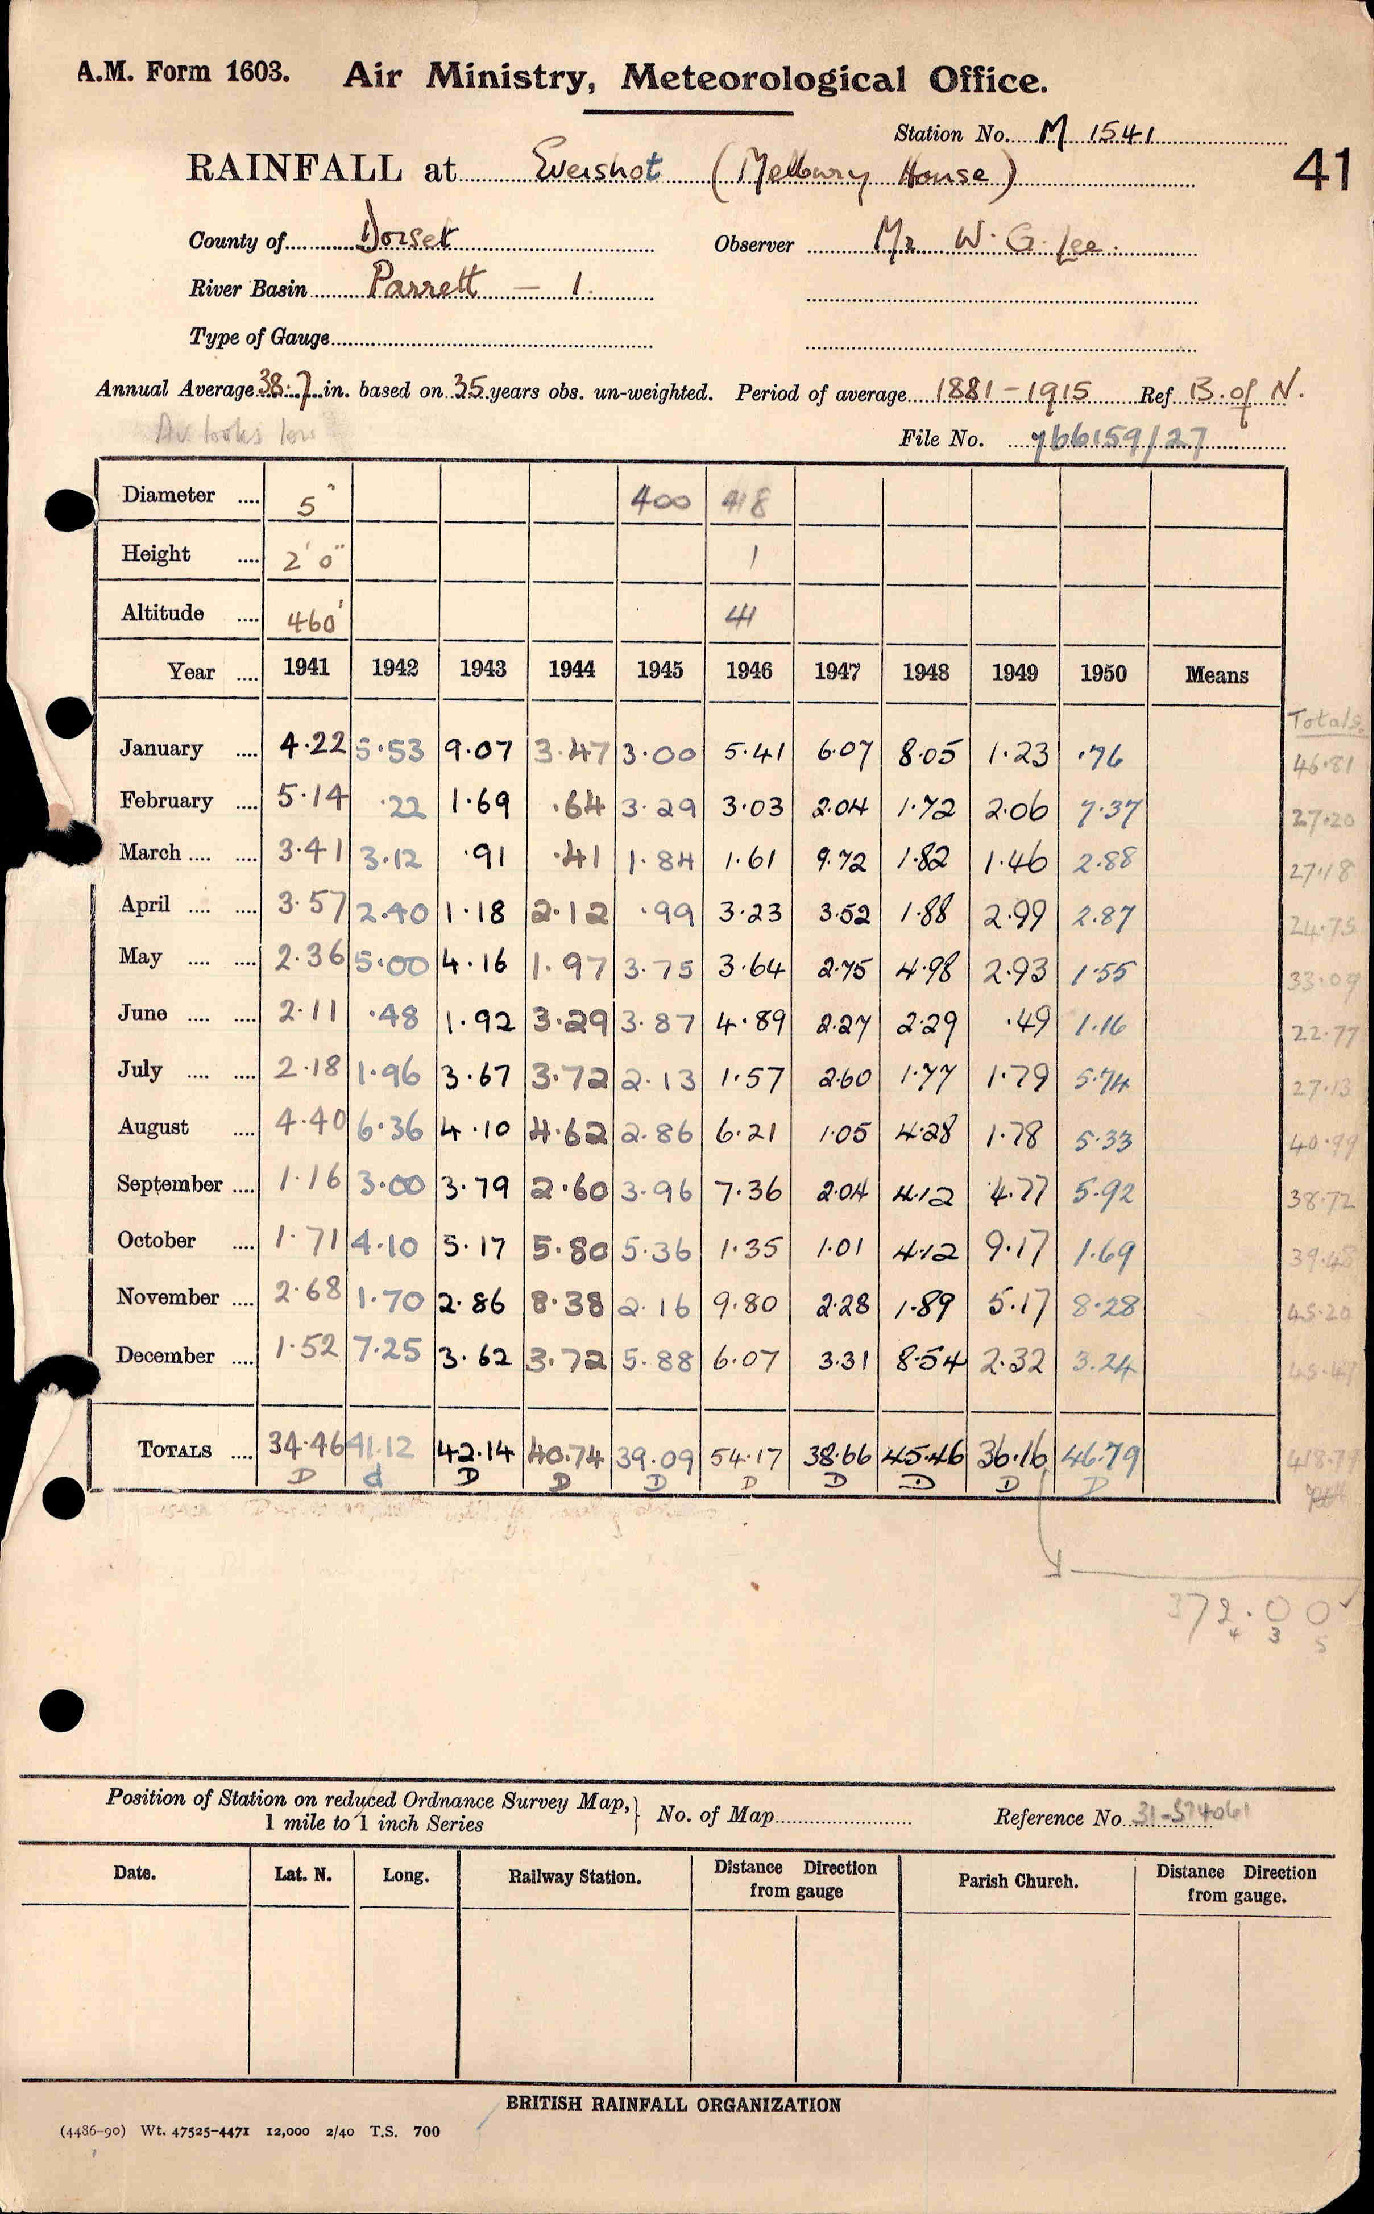 A.M. Form 1603. Air Ministry, Meteorological Office.
Station No. M 1541
41
RAINFALL at Evershot (Melbury House)
County of Dorset Observer Mr W. G. Lee.
River Basin Parrett — 1.
Type of Gauge
Annual Average 38.7 in. based on 35 years obs. un-weighted. Period of average 1881-1915 Ref B. of N.
Av looks low
File No. 766159/27
Diameter .... 5" 400 418
Height .... 2' 0" 1
Altitude .... 460' 41
Year .... 1941 1942 1943 1944 1945 1946 1947 1948 1949 1950 Means
Totals.
January .... 4.22 5.53 9.07 3.47 3.00 5.41 6.07 8.05 1.23 .76 46.81
February .... 5.14 .22 1.69 .64 3.29 3.03 2.04 1.72 2.06 7.37 27.20
March .... .... 3.41 3.12 .91 .41 1.84 1.61 9.72 1.82 1.46 2.88 27.18
April .... .... 3.57 2.40 1.18 2.12 .99 3.23 3.52 1.88 2.99 2.87 24.75
May .... .... 2.36 5.00 4.16 1.97 3.75 3.64 2.75 4.98 2.93 1.55 33.09
June .... .... 2.11 .48 1.92 3.29 3.87 4.89 2.27 2.29 .49 1.16 22.77
July .... .... 2.18 1.96 3.67 3.72 2.13 1.57 2.60 1.77 1.79 5.74 27.13
August .... 4.40 6.36 4.10 4.62 2.86 6.21 1.05 4.28 1.78 5.33 40.99
September .... 1.16 3.00 3.79 2.60 3.96 7.36 2.04 4.12 4.77 5.92 38.72
October .... 1.71 4.10 5.17 5.80 5.36 1.35 1.01 4.12 9.17 1.69 39.48
November .... 2.68 1.70 2.86 8.38 2.16 9.80 2.28 1.89 5.17 8.28 45.20
December .... 1.52 7.25 3.62 3.72 5.88 6.07 3.31 8.54 2.32 3.24 45.47
TOTALS .... 34.46 41.12 42.14 40.74 39.09 54.17 38.66 45.46 36.16 46.79 418.79
D d D D D D D D D D
372.00
4 3 5
Position of Station on reduced Ordnance Survey Map, 1 mile to 1 inch Series } No. of Map Reference No. 31-574061
Date. Lat. N. Long. Railway Station. Distance Direction from gauge Parish Church. Distance Direction from gauge.
BRITISH RAINFALL ORGANIZATION
(4486-90) Wt. 47525-4471 12,000 2/40 T.S. 700